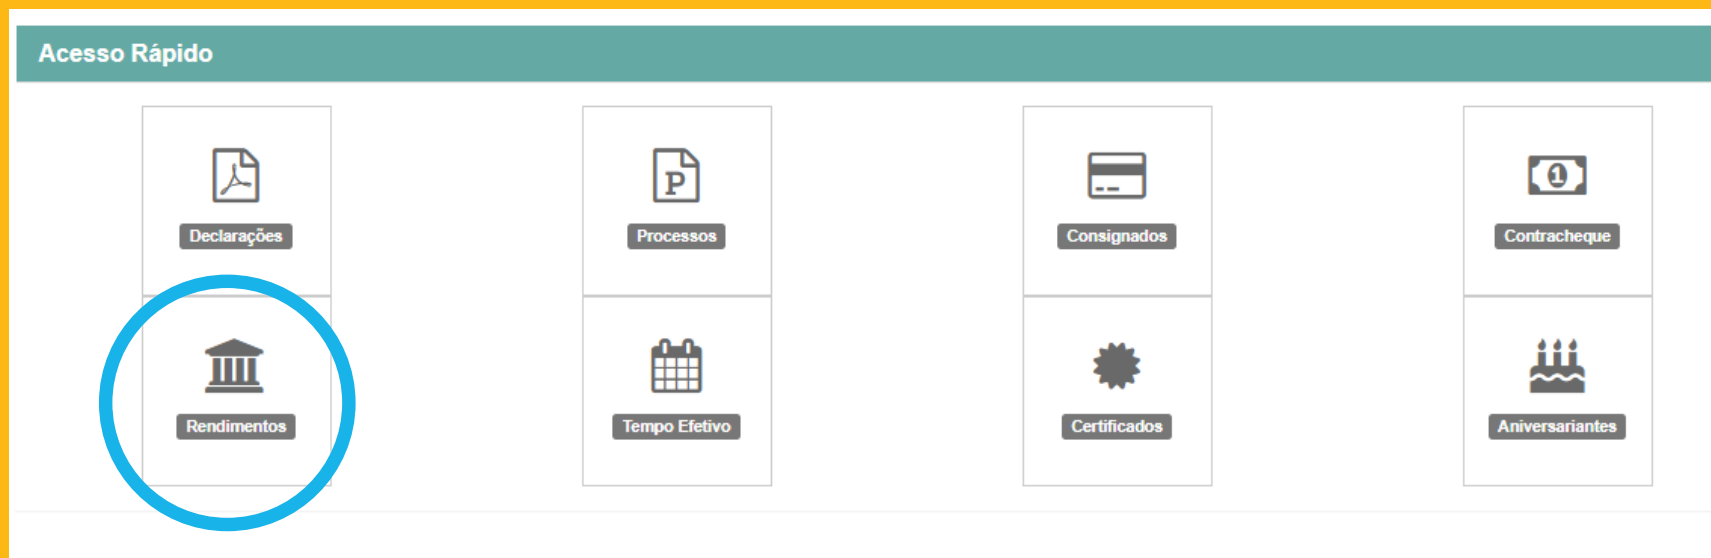 Acesso Rápido
Declarações
Processos
Consignados
Contracheque
Rendimentos
Tempo Efetivo
Certificados
Aniversariantes